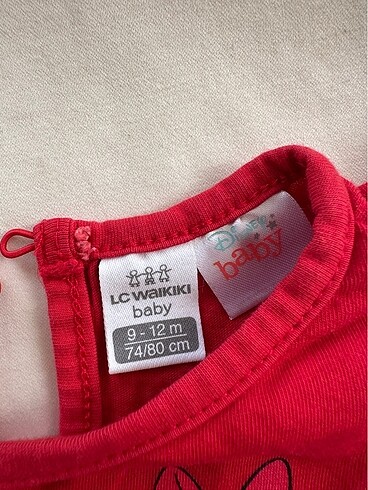 LC WAIKIKI
baby
9 - 12 m
74/80 cm
Disney
baby